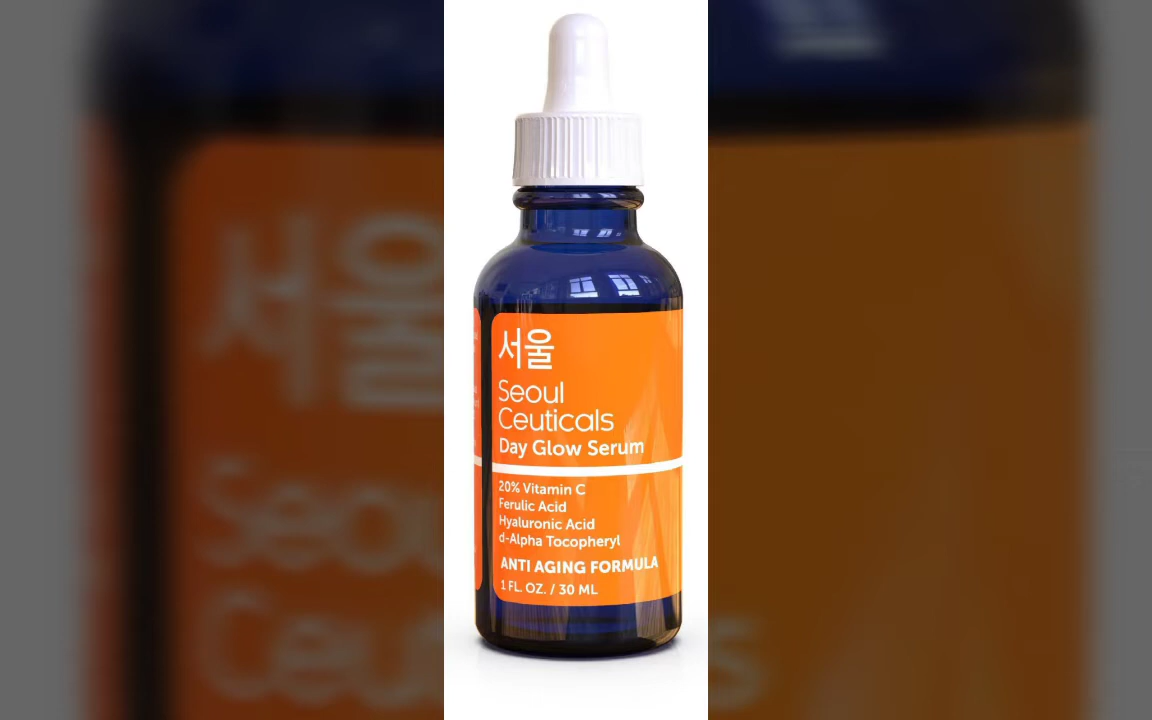 서울
Seoul
Ceuticals
Day Glow Serum
20% Vitamin C
Ferulic Acid
Hyaluronic Acid
d-Alpha Tocopheryl
ANTI AGING FORMULA
1 FL. OZ. / 30 ML